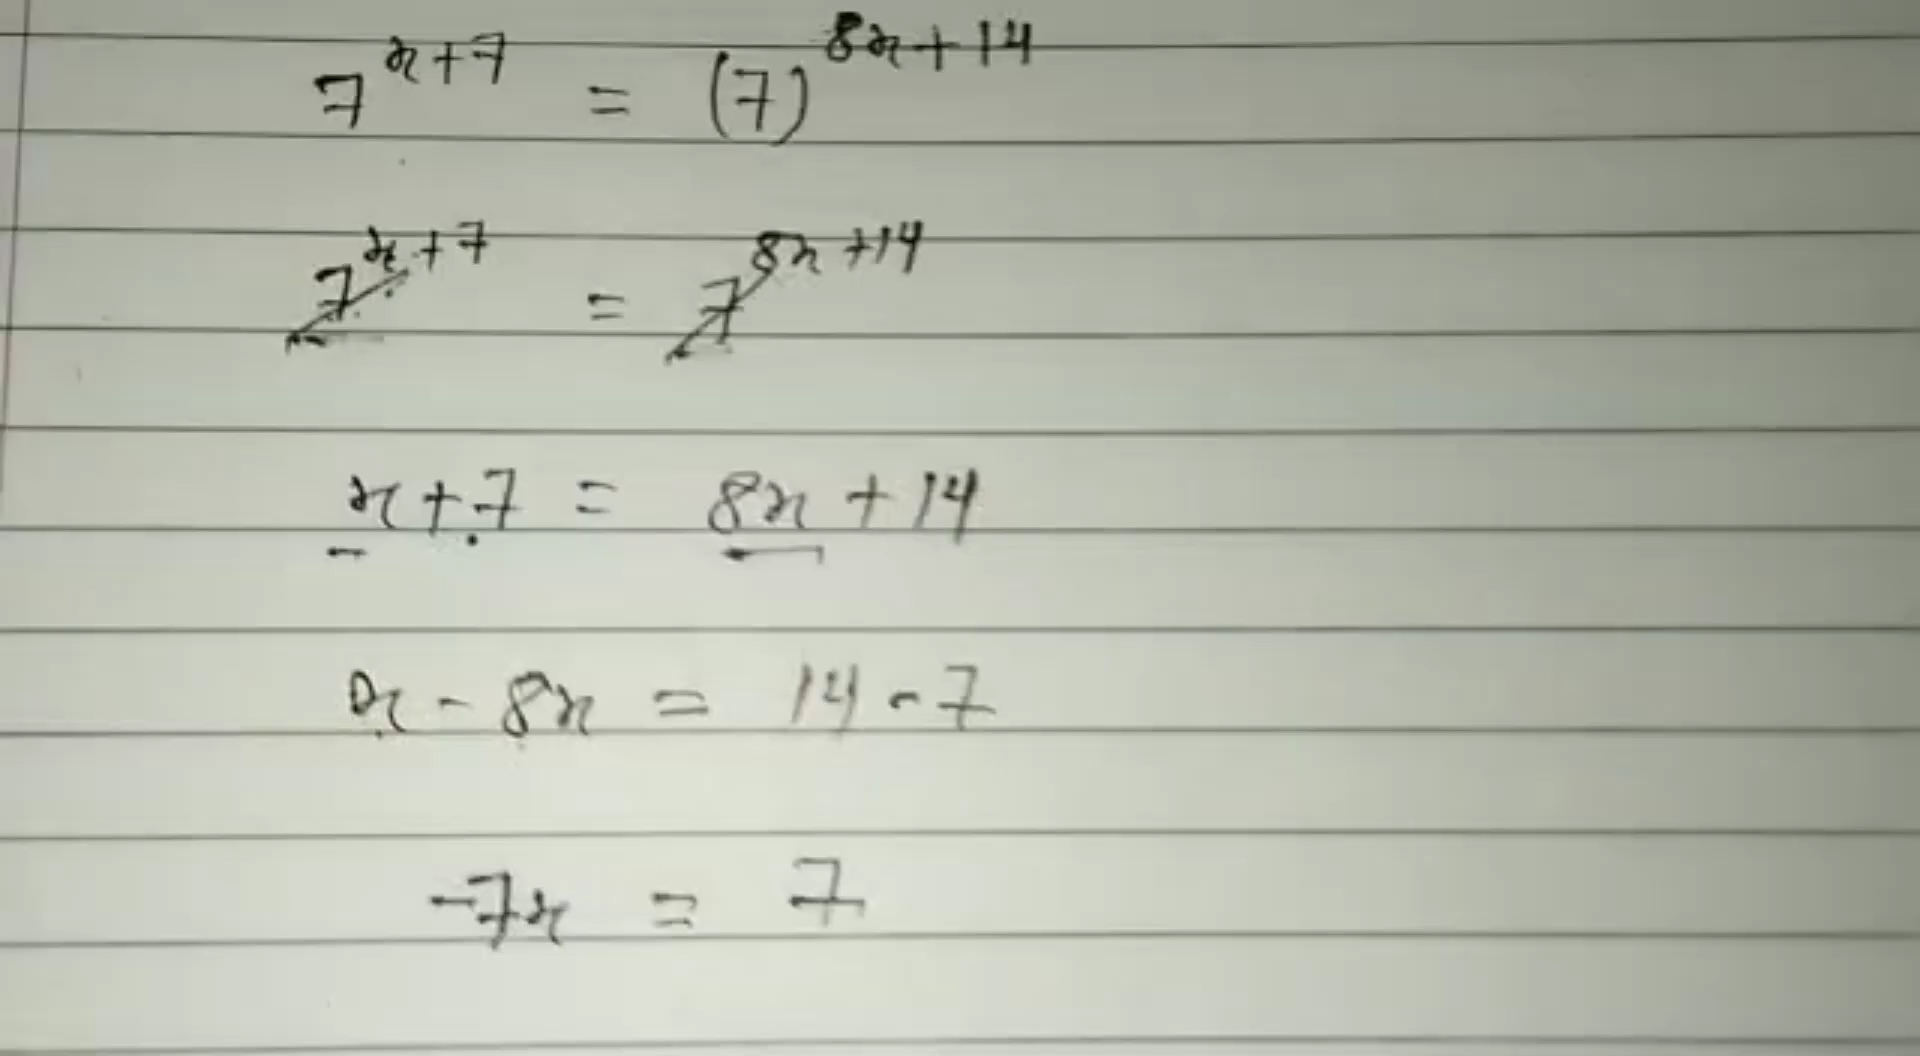 7^{x+7} = (7)^{8x+14}
7^{x+7} = 7^{8x+14}
x+7 = 8x+14
x-8x = 14-7
-7x = 7